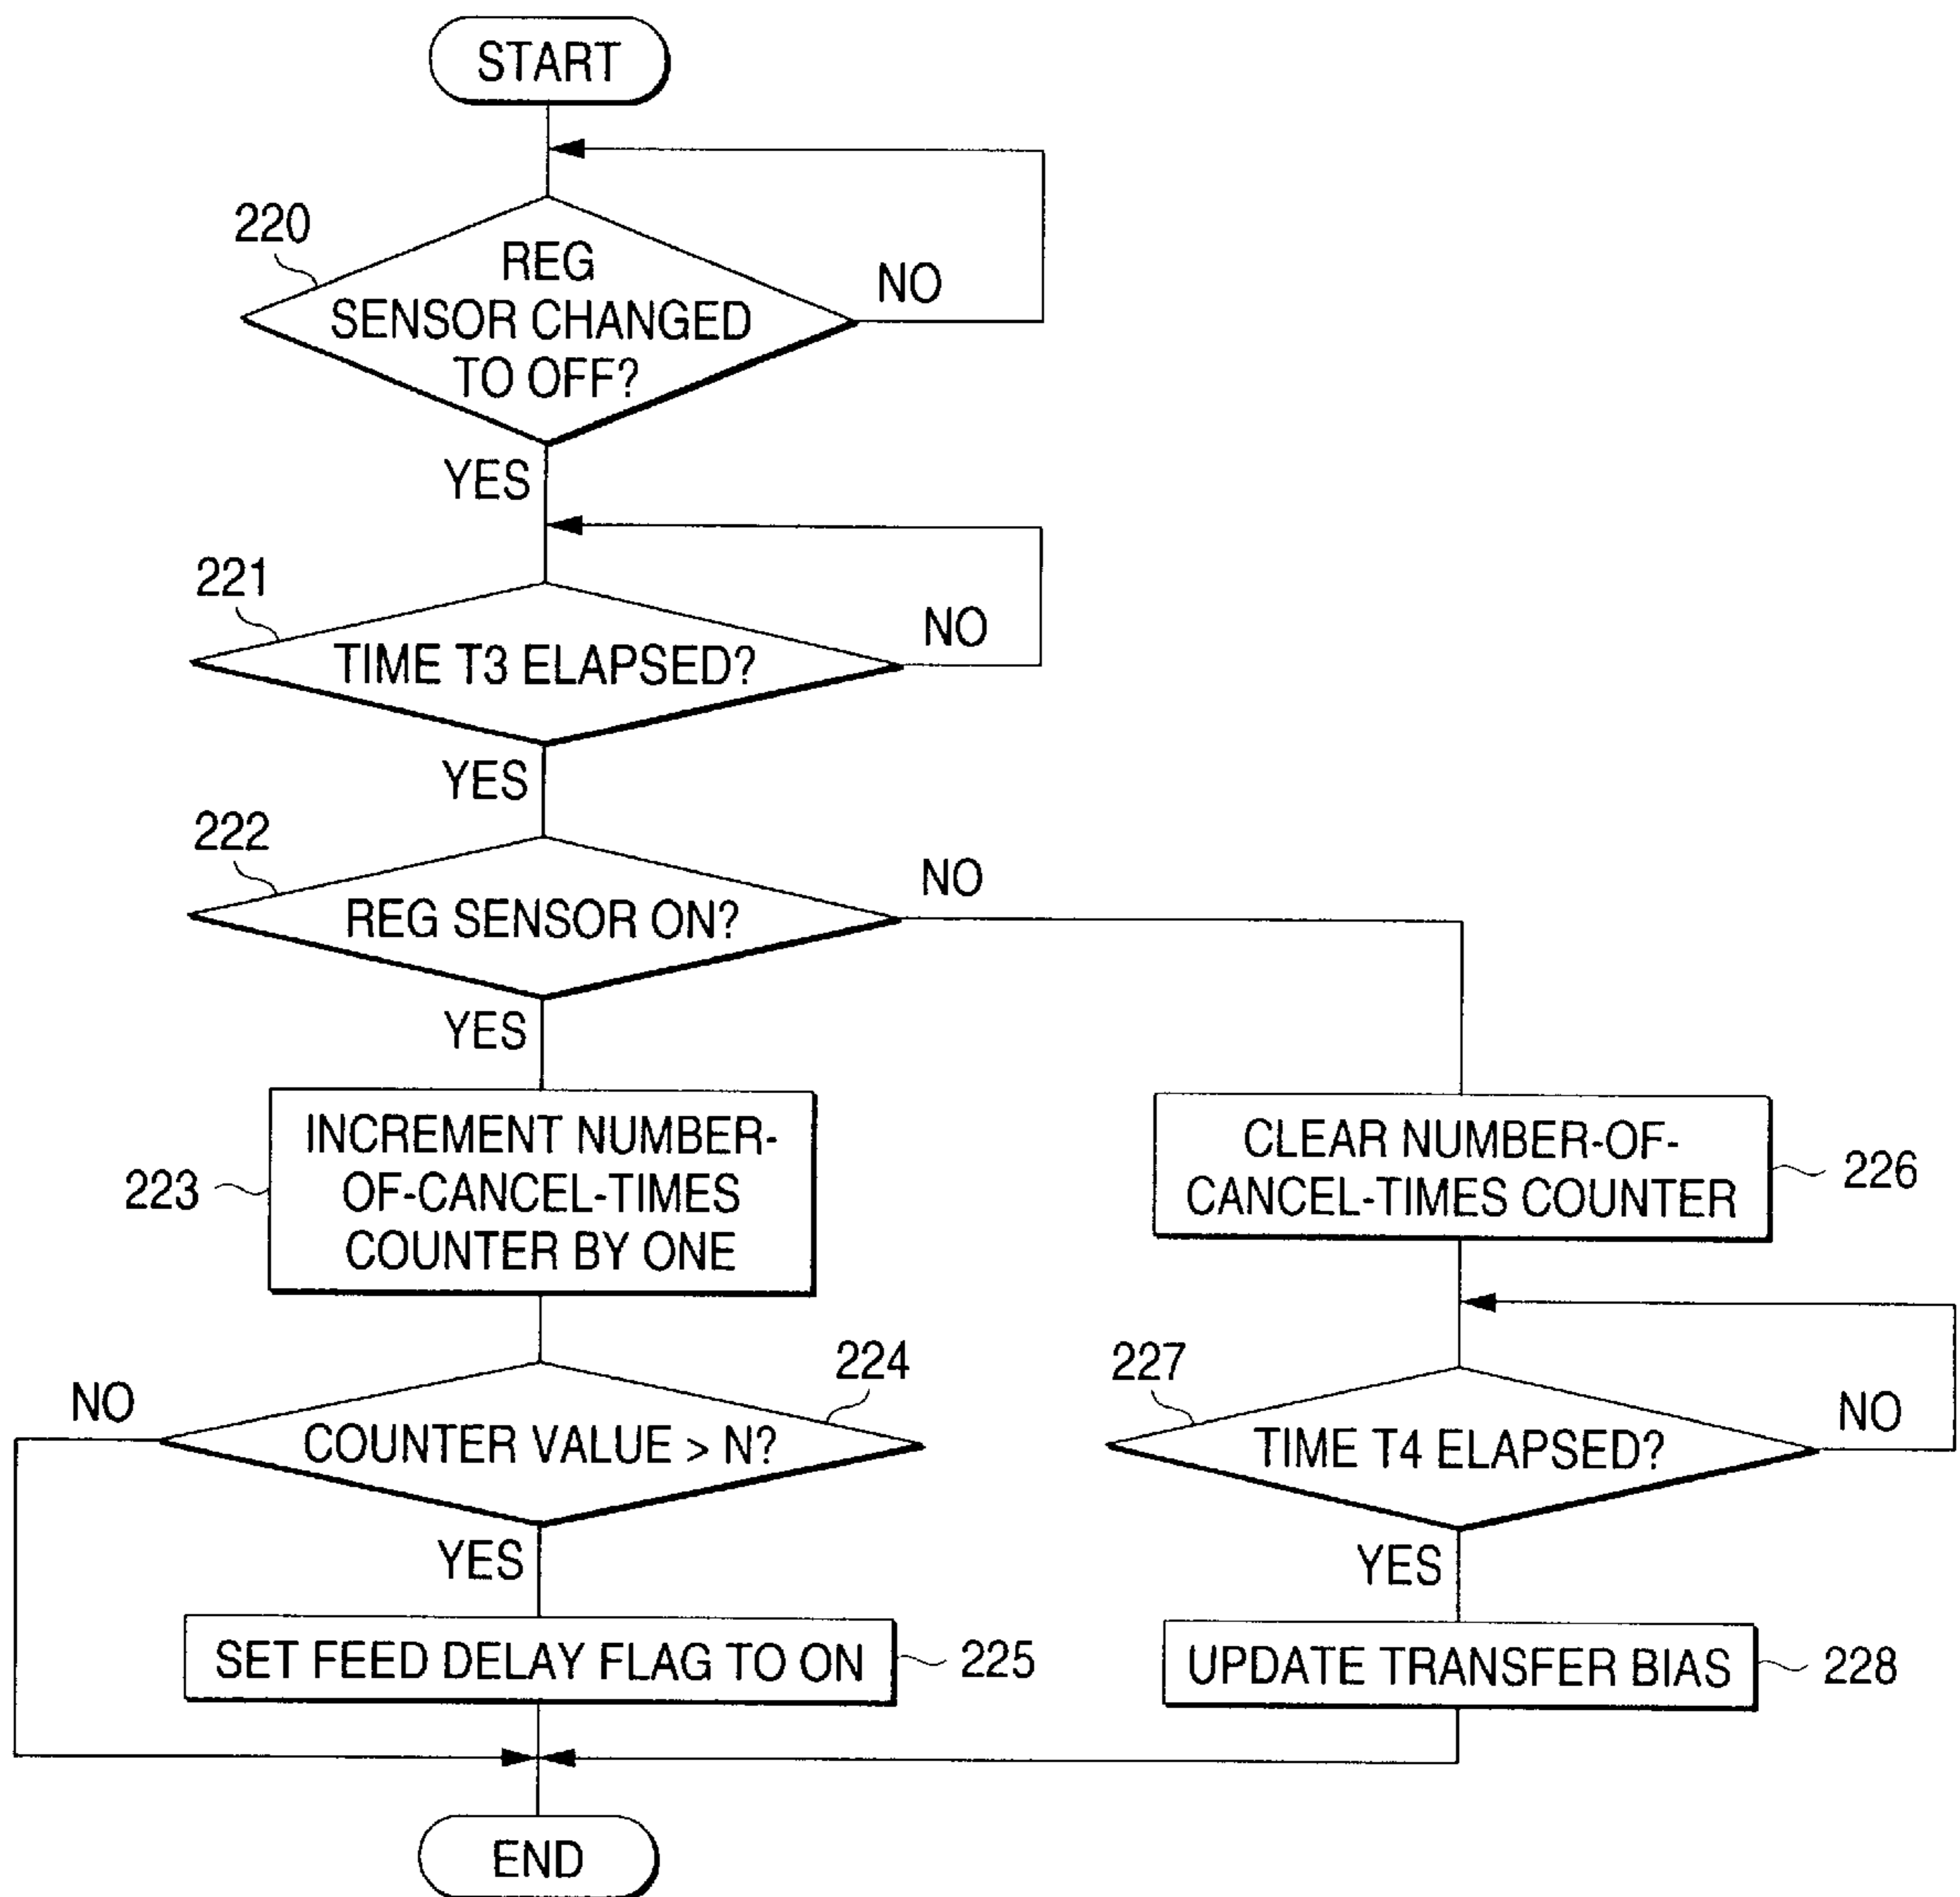 START
220
REG
SENSOR CHANGED
TO OFF?
NO
YES
221
TIME T3 ELAPSED?
NO
YES
222
REG SENSOR ON?
NO
YES
223
INCREMENT NUMBER-
OF-CANCEL-TIMES
COUNTER BY ONE
CLEAR NUMBER-OF-
CANCEL-TIMES COUNTER
226
224
COUNTER VALUE > N?
NO
YES
227
TIME T4 ELAPSED?
NO
YES
SET FEED DELAY FLAG TO ON
225
UPDATE TRANSFER BIAS
228
END